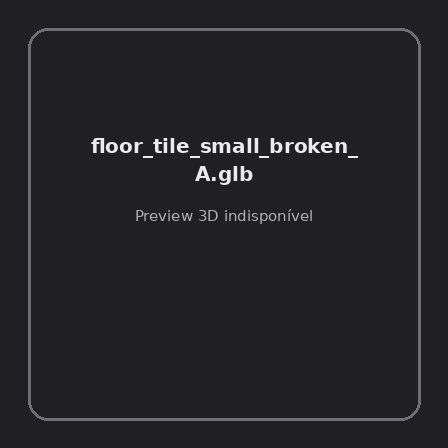 floor_tile_small_broken_
A.glb
Preview 3D indisponível